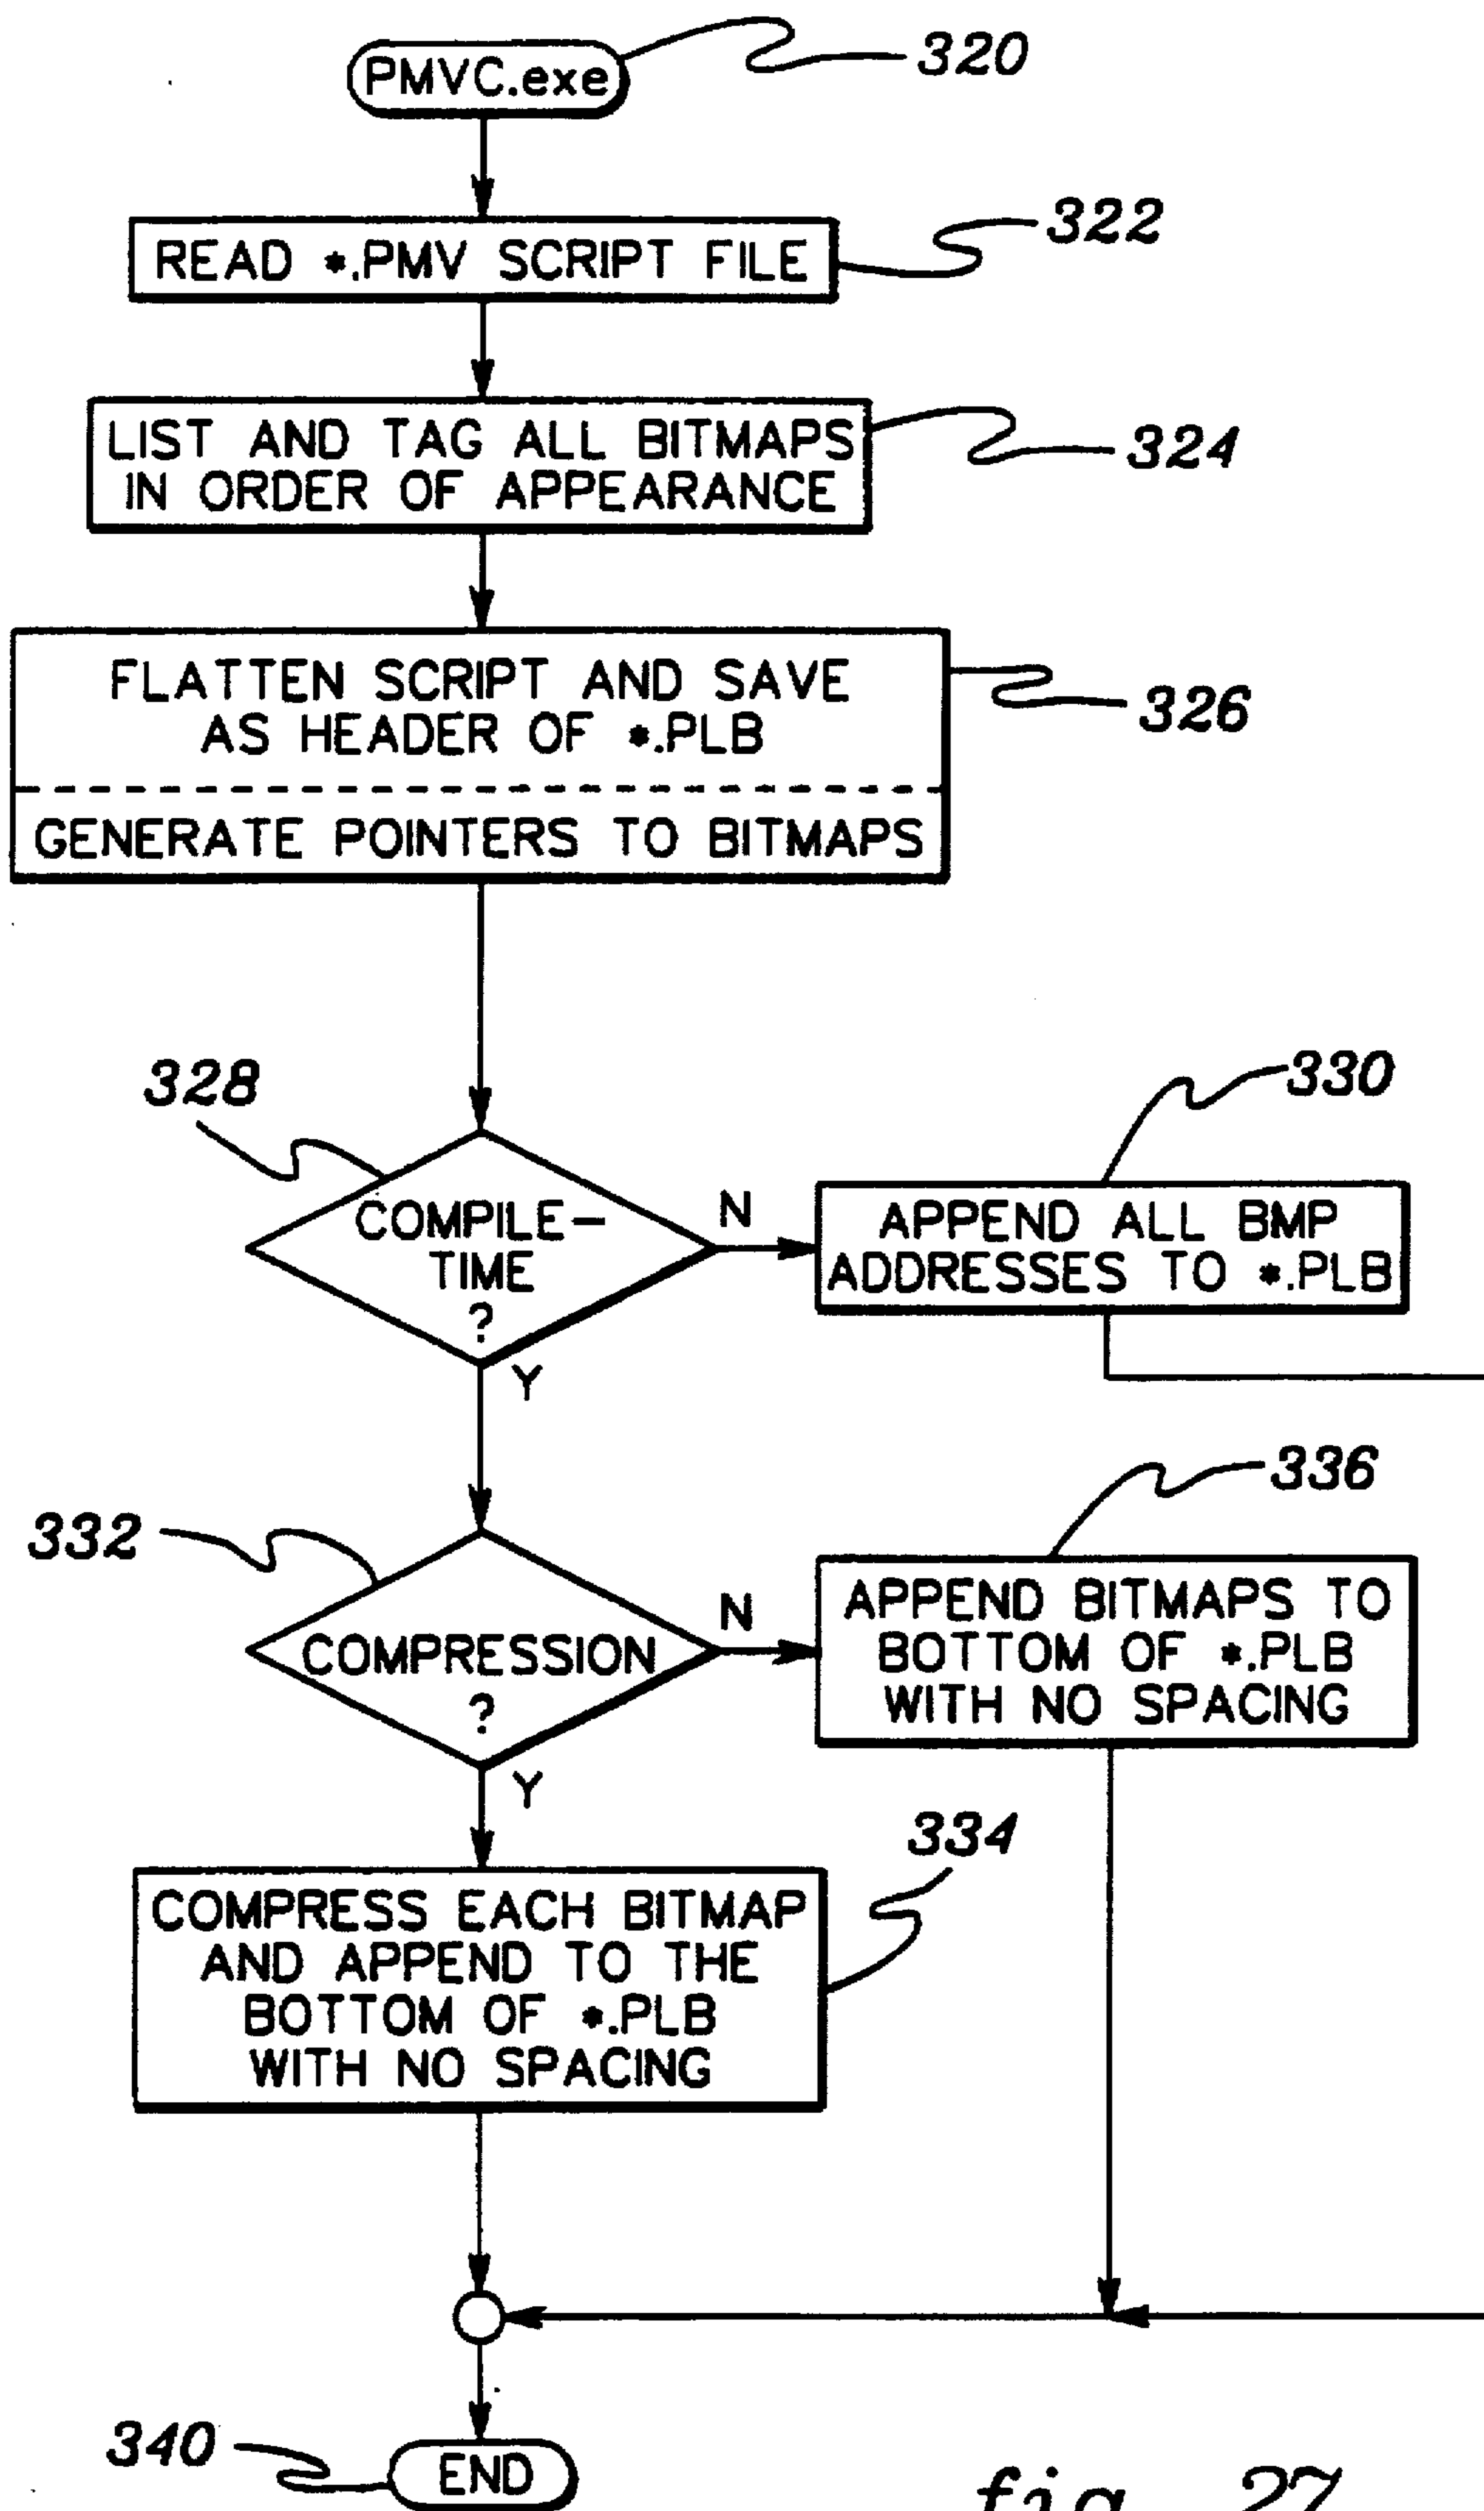 PMVC.exe
320
READ *.PMV SCRIPT FILE
322
LIST AND TAG ALL BITMAPS
IN ORDER OF APPEARANCE
324
FLATTEN SCRIPT AND SAVE
AS HEADER OF *.PLB
GENERATE POINTERS TO BITMAPS
326
328
COMPILE-
TIME
?
N
Y
330
APPEND ALL BMP
ADDRESSES TO *.PLB
332
COMPRESSION
?
N
Y
336
APPEND BITMAPS TO
BOTTOM OF *.PLB
WITH NO SPACING
334
COMPRESS EACH BITMAP
AND APPEND TO THE
BOTTOM OF *.PLB
WITH NO SPACING
340
END
fig. 27